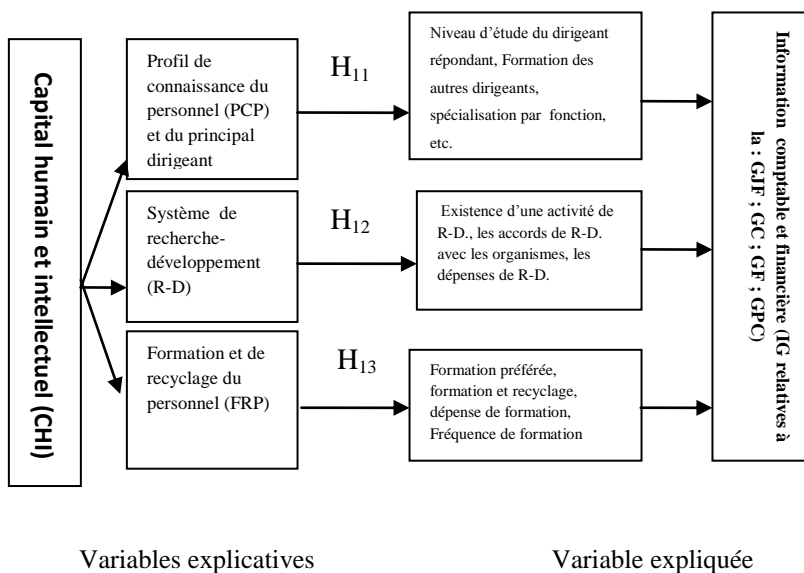 Capital humain et intellectuel (CHI)
Profil de
connaissance du
personnel (PCP)
et du principal
dirigeant
H11
Niveau d'étude du dirigeant
répondant, Formation des
autres dirigeants,
spécialisation par fonction,
etc.
Système de
recherche-
développement
(R-D)
H12
Existence d'une activité de
R-D., les accords de R-D.
avec les organismes, les
dépenses de R-D.
Formation et de
recyclage du
personnel (FRP)
H13
Formation préférée,
formation et recyclage,
dépense de formation,
Fréquence de formation
Information comptable et financière (IG relatives à
la : GJF ; GC ; GF ; GPC)
Variables explicatives
Variable expliquée